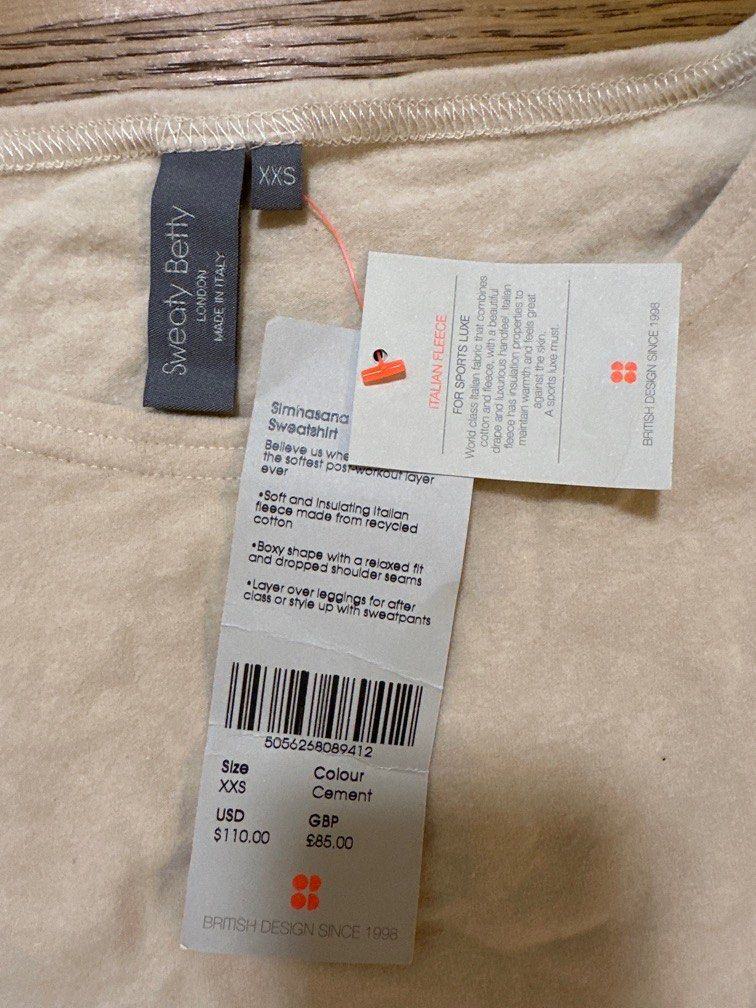 Sweaty Betty
LONDON
MADE IN ITALY
XXS
ITALIAN FLEECE
FOR SPORTS LUXE
World class Italian fabric that combines
cotton and fleece, with a beautiful
drape and luxurious handfeel. Italian
fleece has insulation properties to
maintain warmth and feels great
against the skin.
A sports luxe must.
BRITISH DESIGN SINCE 1998
Simhasana
Sweatshirt
Believe us
the softest post-workout layer
ever
•Soft and insulating Italian
fleece made from recycled
cotton
•Boxy shape with a relaxed fit
and dropped shoulder seams
•Layer over leggings for after
class or style up with sweatpants
5056268089412
Size Colour
XXS Cement
USD GBP
$110.00 £85.00
BRITISH DESIGN SINCE 1998